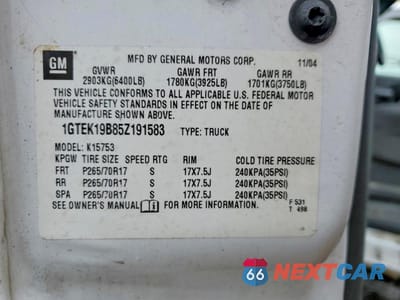 GM
MFD BY GENERAL MOTORS CORP. 11/04
GVWR GAWR FRT GAWR RR
2903KG(6400LB) 1780KG(3925LB) 1701KG(3750LB)
THIS VEHICLE CONFORMS TO ALL APPLICABLE U.S. FEDERAL MOTOR
VEHICLE SAFETY STANDARDS IN EFFECT ON THE DATE OF
MANUFACTURE SHOWN ABOVE.
1GTEK19B85Z191583 TYPE: TRUCK
MODEL: K15753
KPGW TIRE SIZE SPEED RTG RIM COLD TIRE PRESSURE
FRT P265/70R17 S 17X7.5J 240KPA(35PSI)
RR P265/70R17 S 17X7.5J 240KPA(35PSI)
SPA P265/70R17 S 17X7.5J 240KPA(35PSI)
SEE OWNER'S MANUAL FOR MORE INFORMATION F 531
T 498
66 NEXTCAR